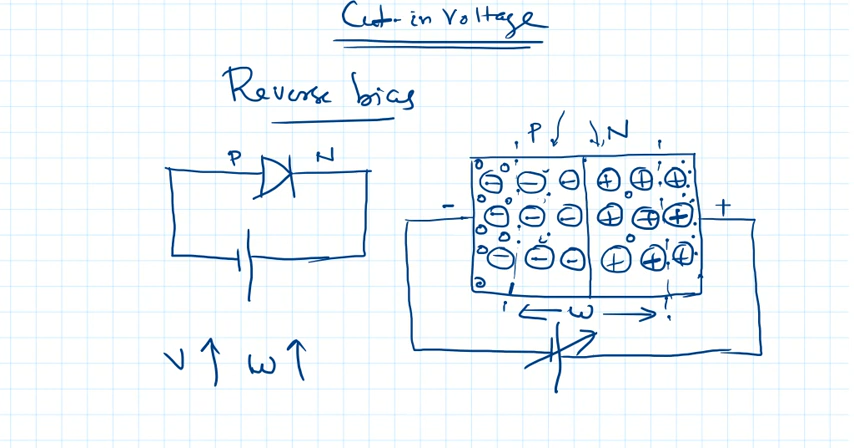 Cut-in Voltage
Reverse bias
P N
P N
- +
W
V ↑ W ↑